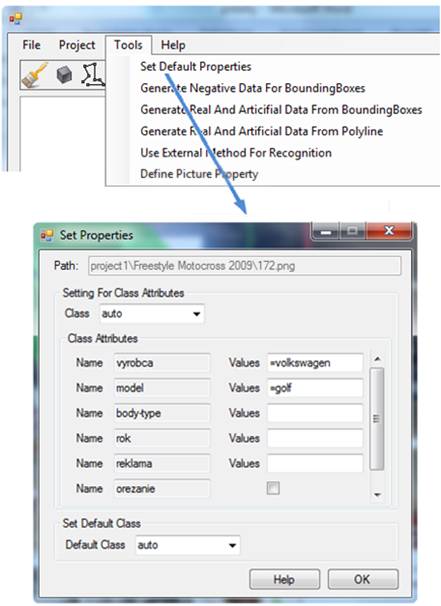 File Project Tools Help
Set Default Properties
Generate Negative Data For BoundingBoxes
Generate Real And Articifial Data From BoundingBoxes
Generate Real And Artificial Data From Polyline
Use External Method For Recognition
Define Picture Property
Set Properties
Path: project1\Freestyle Motocross 2009\172.png
Setting For Class Attributes
Class auto
Class Attributes
Name vyrobca Values =volkswagen
Name model Values =golf
Name body-type Values
Name rok Values
Name reklama Values
Name orezanie
Set Default Class
Default Class auto
Help OK